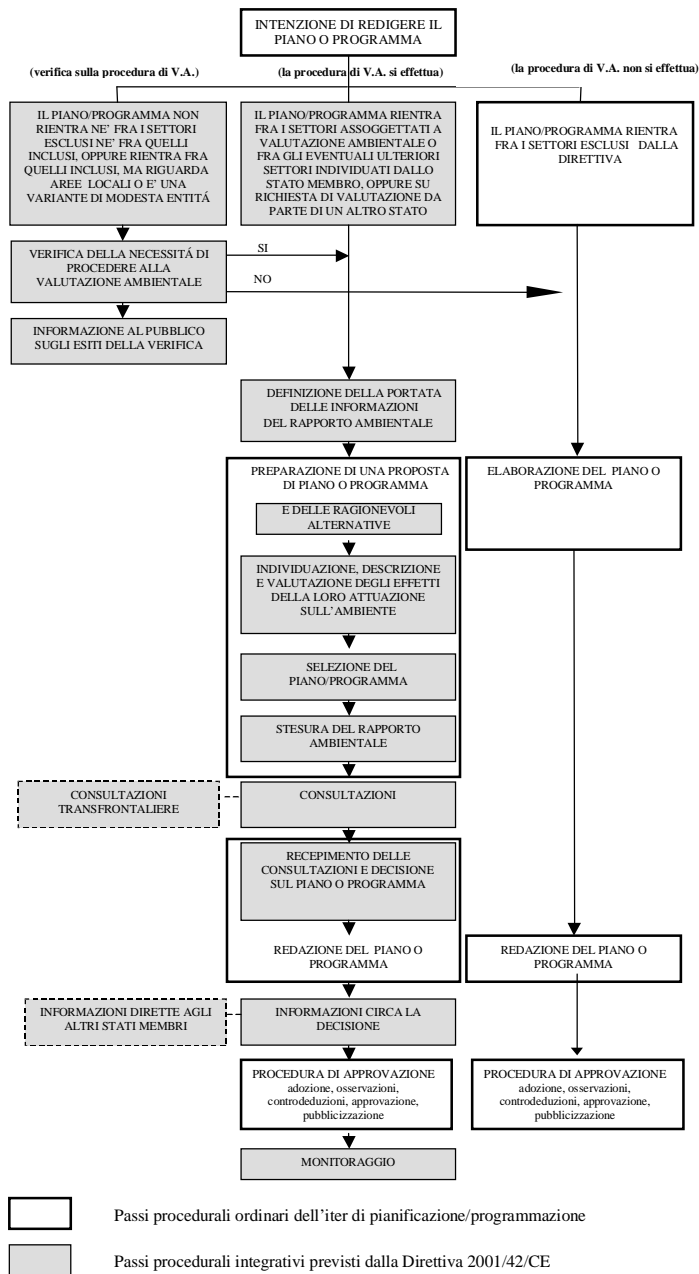 INTENZIONE DI REDIGERE IL
PIANO O PROGRAMMA
(verifica sulla procedura di V.A.)
(la procedura di V.A. si effettua)
(la procedura di V.A. non si effettua)
IL PIANO/PROGRAMMA NON
RIENTRA NE’ FRA I SETTORI
ESCLUSI NE’ FRA QUELLI
INCLUSI, OPPURE RIENTRA FRA
QUELLI INCLUSI, MA RIGUARDA
AREE LOCALI O E’ UNA
VARIANTE DI MODESTA ENTITÁ
IL PIANO/PROGRAMMA RIENTRA
FRA I SETTORI ASSOGGETTATI A
VALUTAZIONE AMBIENTALE O
FRA GLI EVENTUALI ULTERIORI
SETTORI INDIVIDUATI DALLO
STATO MEMBRO, OPPURE SU
RICHIESTA DI VALUTAZIONE DA
PARTE DI UN ALTRO STATO
IL PIANO/PROGRAMMA RIENTRA
FRA I SETTORI ESCLUSI DALLA
DIRETTIVA
VERIFICA DELLA NECESSITÁ DI
PROCEDERE ALLA
VALUTAZIONE AMBIENTALE
SI
NO
INFORMAZIONE AL PUBBLICO
SUGLI ESITI DELLA VERIFICA
DEFINIZIONE DELLA PORTATA
DELLE INFORMAZIONI
DEL RAPPORTO AMBIENTALE
PREPARAZIONE DI UNA PROPOSTA
DI PIANO O PROGRAMMA
E DELLE RAGIONEVOLI
ALTERNATIVE
INDIVIDUAZIONE, DESCRIZIONE
E VALUTAZIONE DEGLI EFFETTI
DELLA LORO ATTUAZIONE
SULL’AMBIENTE
SELEZIONE DEL
PIANO/PROGRAMMA
STESURA DEL RAPPORTO
AMBIENTALE
ELABORAZIONE DEL PIANO O
PROGRAMMA
CONSULTAZIONI
TRANSFRONTALIERE
CONSULTAZIONI
RECEPIMENTO DELLE
CONSULTAZIONI E DECISIONE
SUL PIANO O PROGRAMMA
REDAZIONE DEL PIANO O
PROGRAMMA
REDAZIONE DEL PIANO O
PROGRAMMA
INFORMAZIONI DIRETTE AGLI
ALTRI STATI MEMBRI
INFORMAZIONI CIRCA LA
DECISIONE
PROCEDURA DI APPROVAZIONE
adozione, osservazioni,
controdeduzioni, approvazione,
pubblicizzazione
PROCEDURA DI APPROVAZIONE
adozione, osservazioni,
controdeduzioni, approvazione,
pubblicizzazione
MONITORAGGIO
Passi procedurali ordinari dell’iter di pianificazione/programmazione
Passi procedurali integrativi previsti dalla Direttiva 2001/42/CE